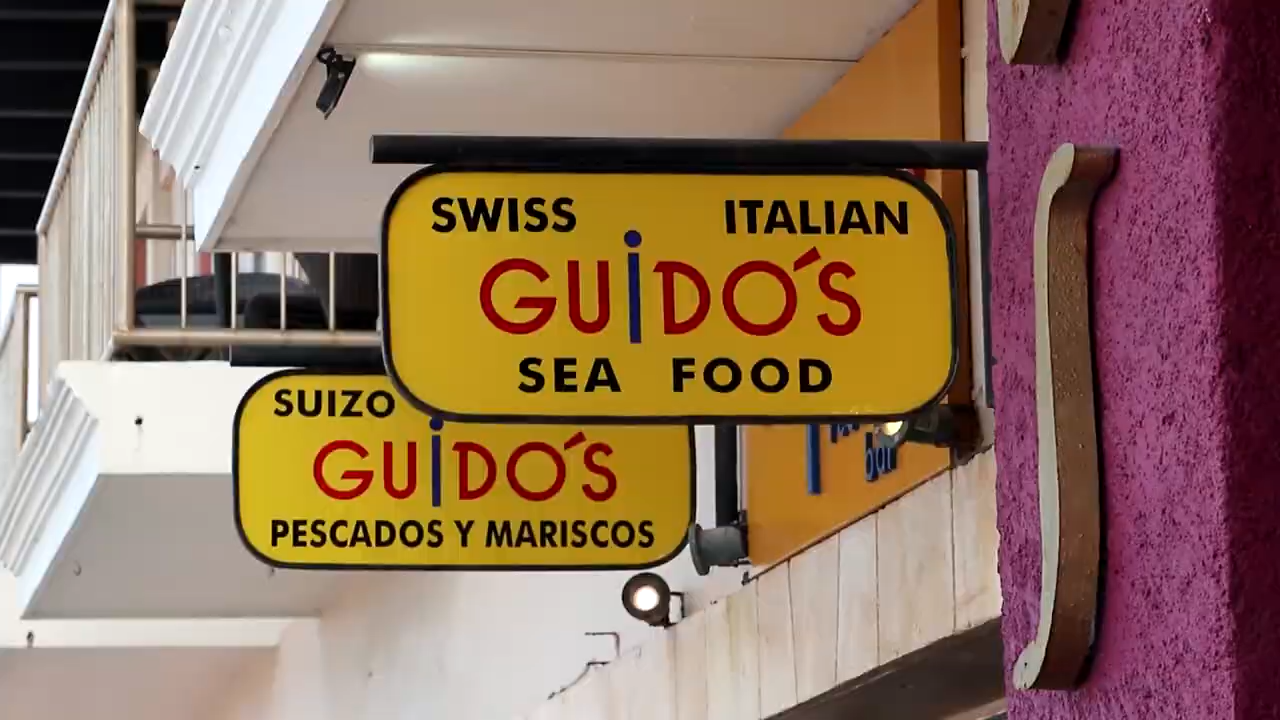 SWISS ITALIAN
GUiDO´S
SEA FOOD
SUIZO
GUiDO´S
PESCADOS Y MARISCOS